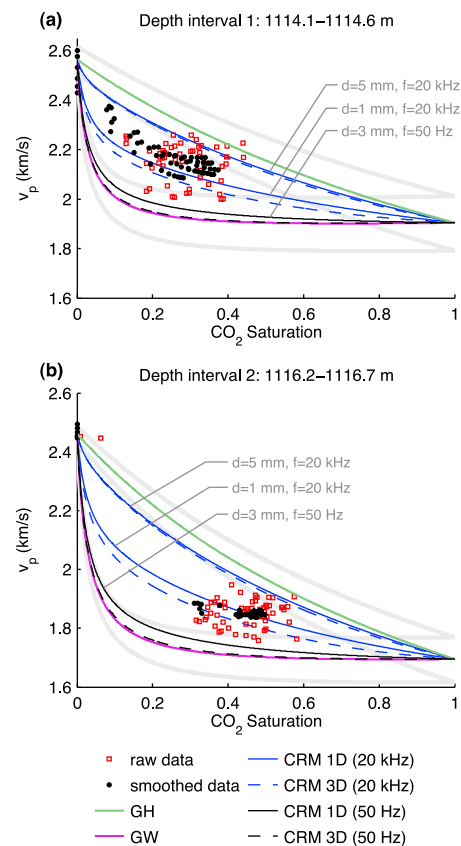 (a)
Depth interval 1: 1114.1–1114.6 m
2.6
2.4
2.2
2
1.8
1.6
vp (km/s)
d=5 mm, f=20 kHz
d=1 mm, f=20 kHz
d=3 mm, f=50 Hz
0 0.2 0.4 0.6 0.8 1
CO2 Saturation
(b)
Depth interval 2: 1116.2–1116.7 m
2.6
2.4
2.2
2
1.8
1.6
vp (km/s)
d=5 mm, f=20 kHz
d=1 mm, f=20 kHz
d=3 mm, f=50 Hz
0 0.2 0.4 0.6 0.8 1
CO2 Saturation
raw data CRM 1D (20 kHz)
smoothed data CRM 3D (20 kHz)
GH CRM 1D (50 Hz)
GW CRM 3D (50 Hz)